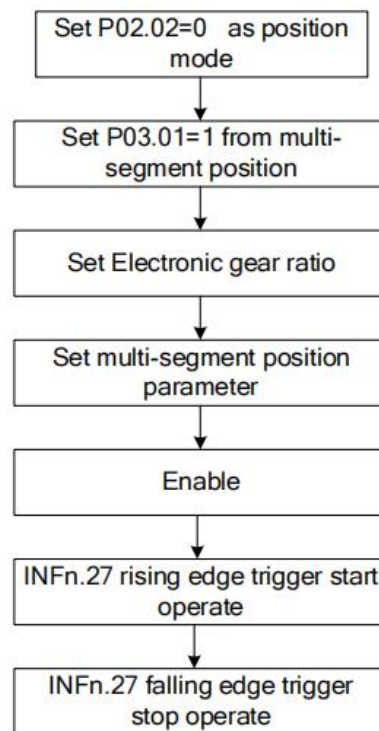 Set P02.02=0 as position
mode
Set P03.01=1 from multi-
segment position
Set Electronic gear ratio
Set multi-segment position
parameter
Enable
INFn.27 rising edge trigger start
operate
INFn.27 falling edge trigger
stop operate